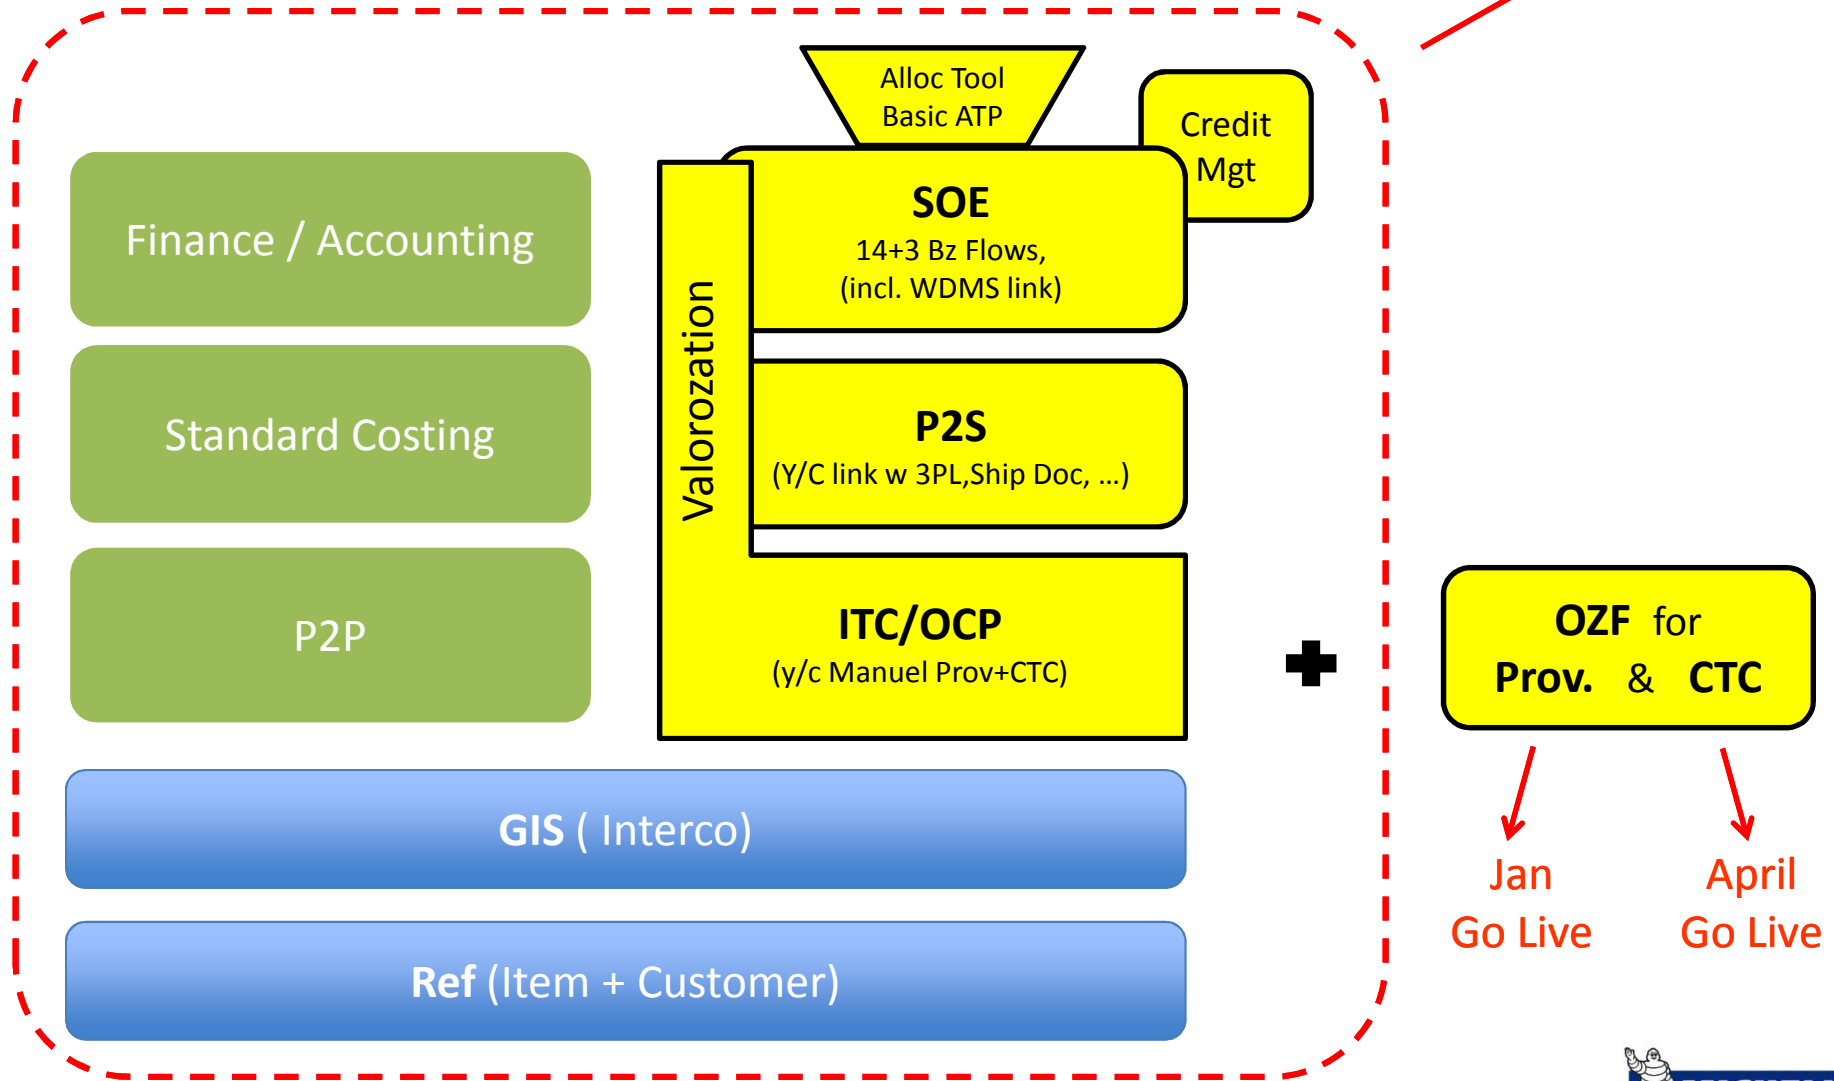 Alloc Tool
Basic ATP
Credit
Mgt
Finance / Accounting
SOE
14+3 Bz Flows,
(incl. WDMS link)
Valorozation
Standard Costing
P2S
(Y/C link w 3PL,Ship Doc, ...)
P2P
ITC/OCP
(y/c Manuel Prov+CTC)
OZF for
Prov. & CTC
GIS ( Interco)
Jan
Go Live
April
Go Live
Ref (Item + Customer)